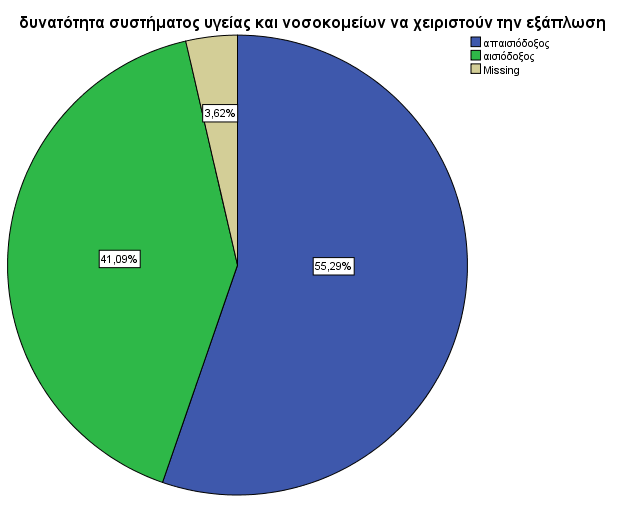 δυνατότητα συστήματος υγείας και νοσοκομείων να χειριστούν την εξάπλωση
απαισιόδοξος
αισιόδοξος
Missing
3,62%
41,09%
55,29%